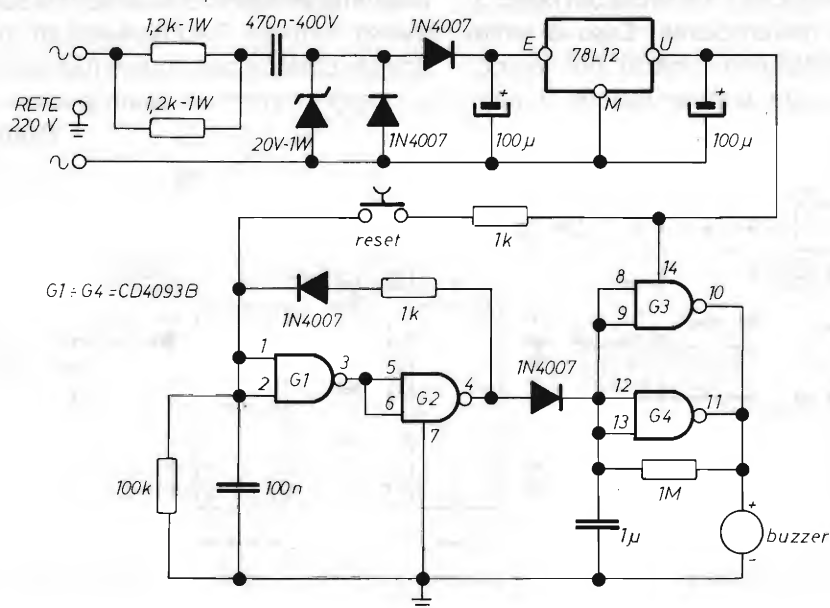 1,2k-1W
470n-400V
1N4007
E
78L12
U
M
RETE
220 V
1,2k-1W
20V-1W
1N4007
100µ
100µ
reset
1k
G1÷G4=CD4093B
1N4007
1k
14
8
9
G3
10
1N4007
1
2
G1
3
5
6
G2
4
7
12
13
G4
11
100k
100n
1M
1µ
+
buzzer
-